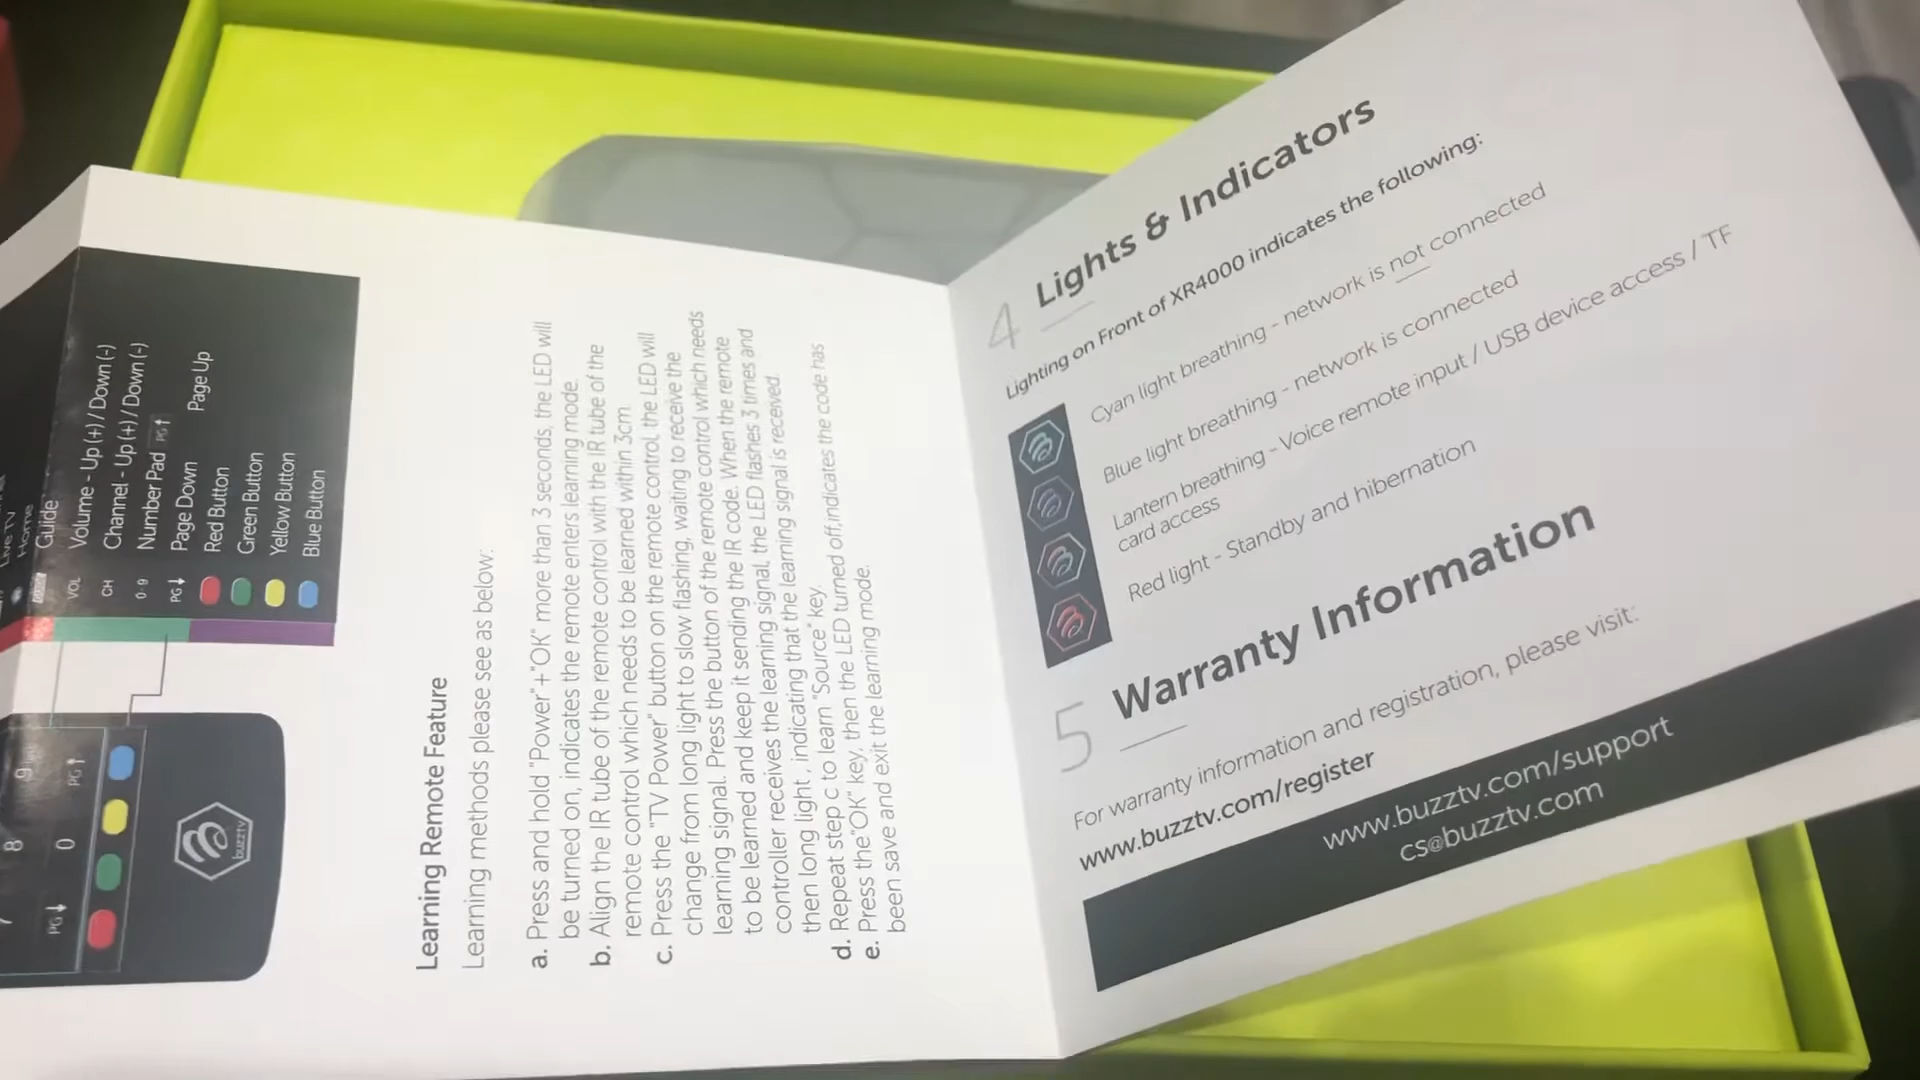 Live TV
Home
Guide
VOL Volume - Up (+) / Down (-)
CH Channel - Up (+) / Down (-)
0-9 Number Pad
PG↓ Page Down PG↑ Page Up
Red Button
Green Button
Yellow Button
Blue Button
7 8 9
PG↓ 0 PG↑
buzztv
Learning Remote Feature
Learning methods please see as below:
a. Press and hold "Power"+"OK" more than 3 seconds, the LED will
be turned on, indicates the remote enters learning mode.
b. Align the IR tube of the remote control with the IR tube of the
remote control which needs to be learned within 3cm.
c. Press the "TV Power" button on the remote control, the LED will
change from long light to slow flashing, waiting to receive the
learning signal. Press the button of the remote control which needs
to be learned and keep it sending the IR code. When the remote
controller receives the learning signal, the LED flashes 3 times and
then long light, indicating that the learning signal is received.
d. Repeat step c to learn "Source" key.
e. Press the "OK" key, then the LED turned off,indicates the code has
been save and exit the learning mode.
4 Lights & Indicators
Lighting on Front of XR4000 indicates the following:
Cyan light breathing - network is not connected
Blue light breathing - network is connected
Lantern breathing - Voice remote input / USB device access / TF
card access
Red light - Standby and hibernation
5 Warranty Information
For warranty information and registration, please visit:
www.buzztv.com/register
www.buzztv.com/support
cs@buzztv.com